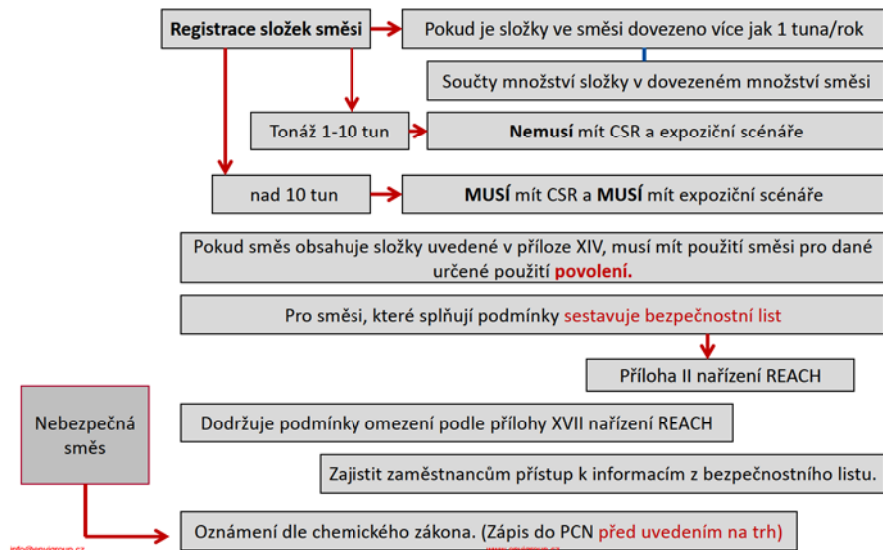 Registrace složek směsi
Pokud je složky ve směsi dovezeno více jak 1 tuna/rok
Součty množství složky v dovezeném množství směsi
Tonáž 1-10 tun
Nemusí mít CSR a expoziční scénáře
nad 10 tun
MUSÍ mít CSR a MUSÍ mít expoziční scénáře
Pokud směs obsahuje složky uvedené v příloze XIV, musí mít použití směsi pro dané
určené použití povolení.
Pro směsi, které splňují podmínky sestavuje bezpečnostní list
Příloha II nařízení REACH
Nebezpečná
směs
Dodržuje podmínky omezení podle přílohy XVII nařízení REACH
Zajistit zaměstnancům přístup k informacím z bezpečnostního listu.
Oznámení dle chemického zákona. (Zápis do PCN před uvedením na trh)